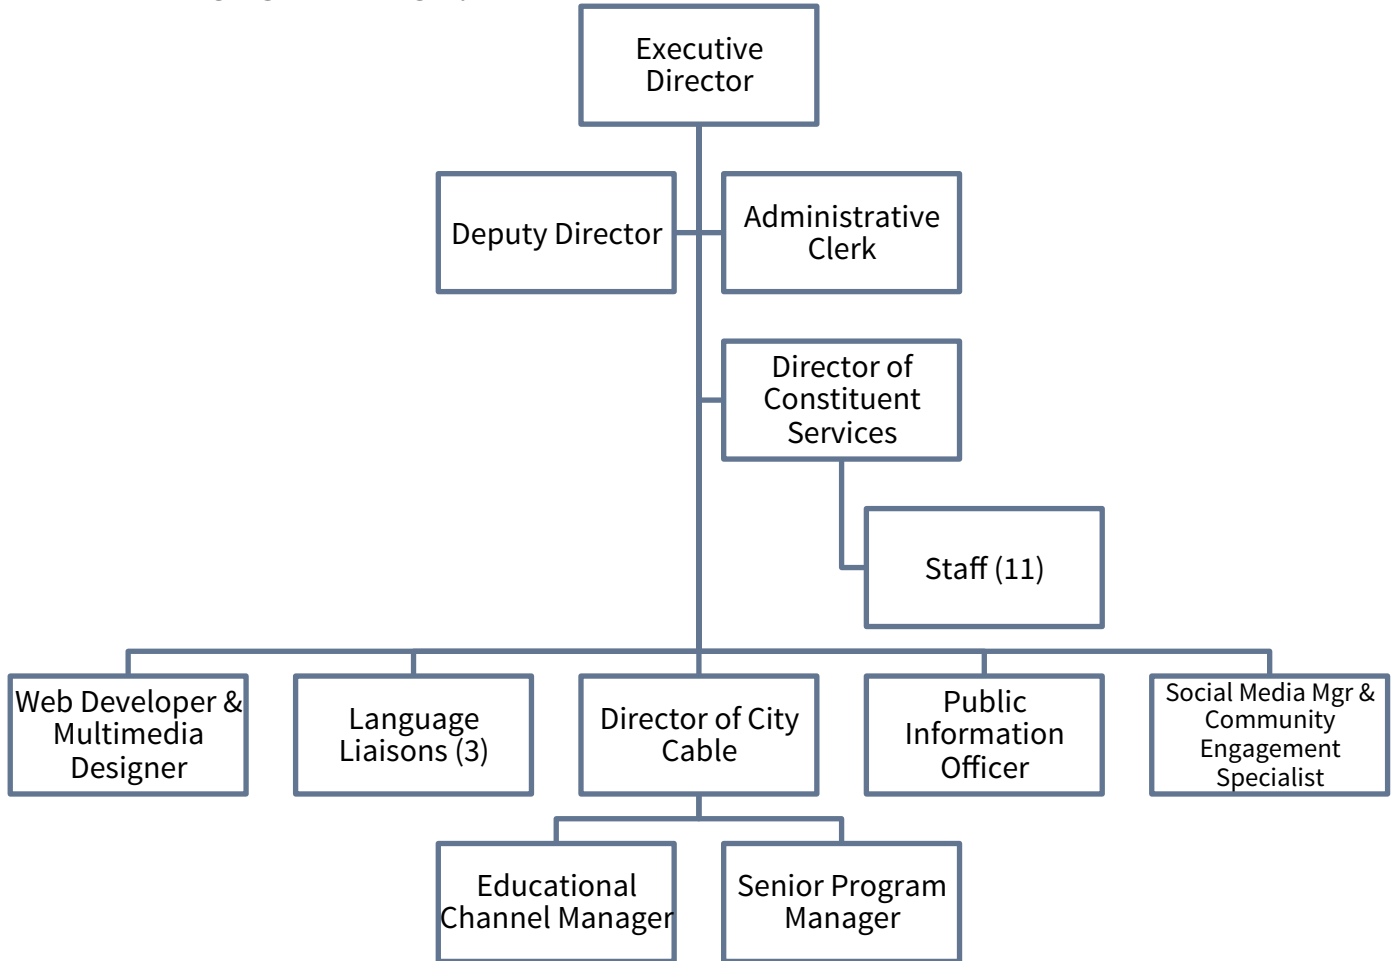 Executive
Director
Deputy Director
Administrative
Clerk
Director of
Constituent
Services
Staff (11)
Web Developer &
Multimedia
Designer
Language
Liaisons (3)
Director of City
Cable
Public
Information
Officer
Social Media Mgr &
Community
Engagement
Specialist
Educational
Channel Manager
Senior Program
Manager